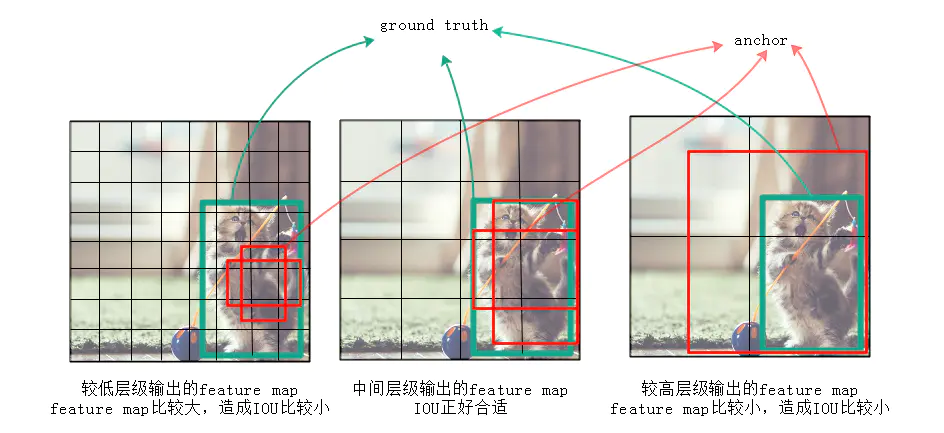 ground truth
anchor
较低层级输出的feature map
feature map比较大，造成IOU比较小
中间层级输出的feature map
IOU正好合适
较高层级输出的feature map
feature map比较小，造成IOU比较小